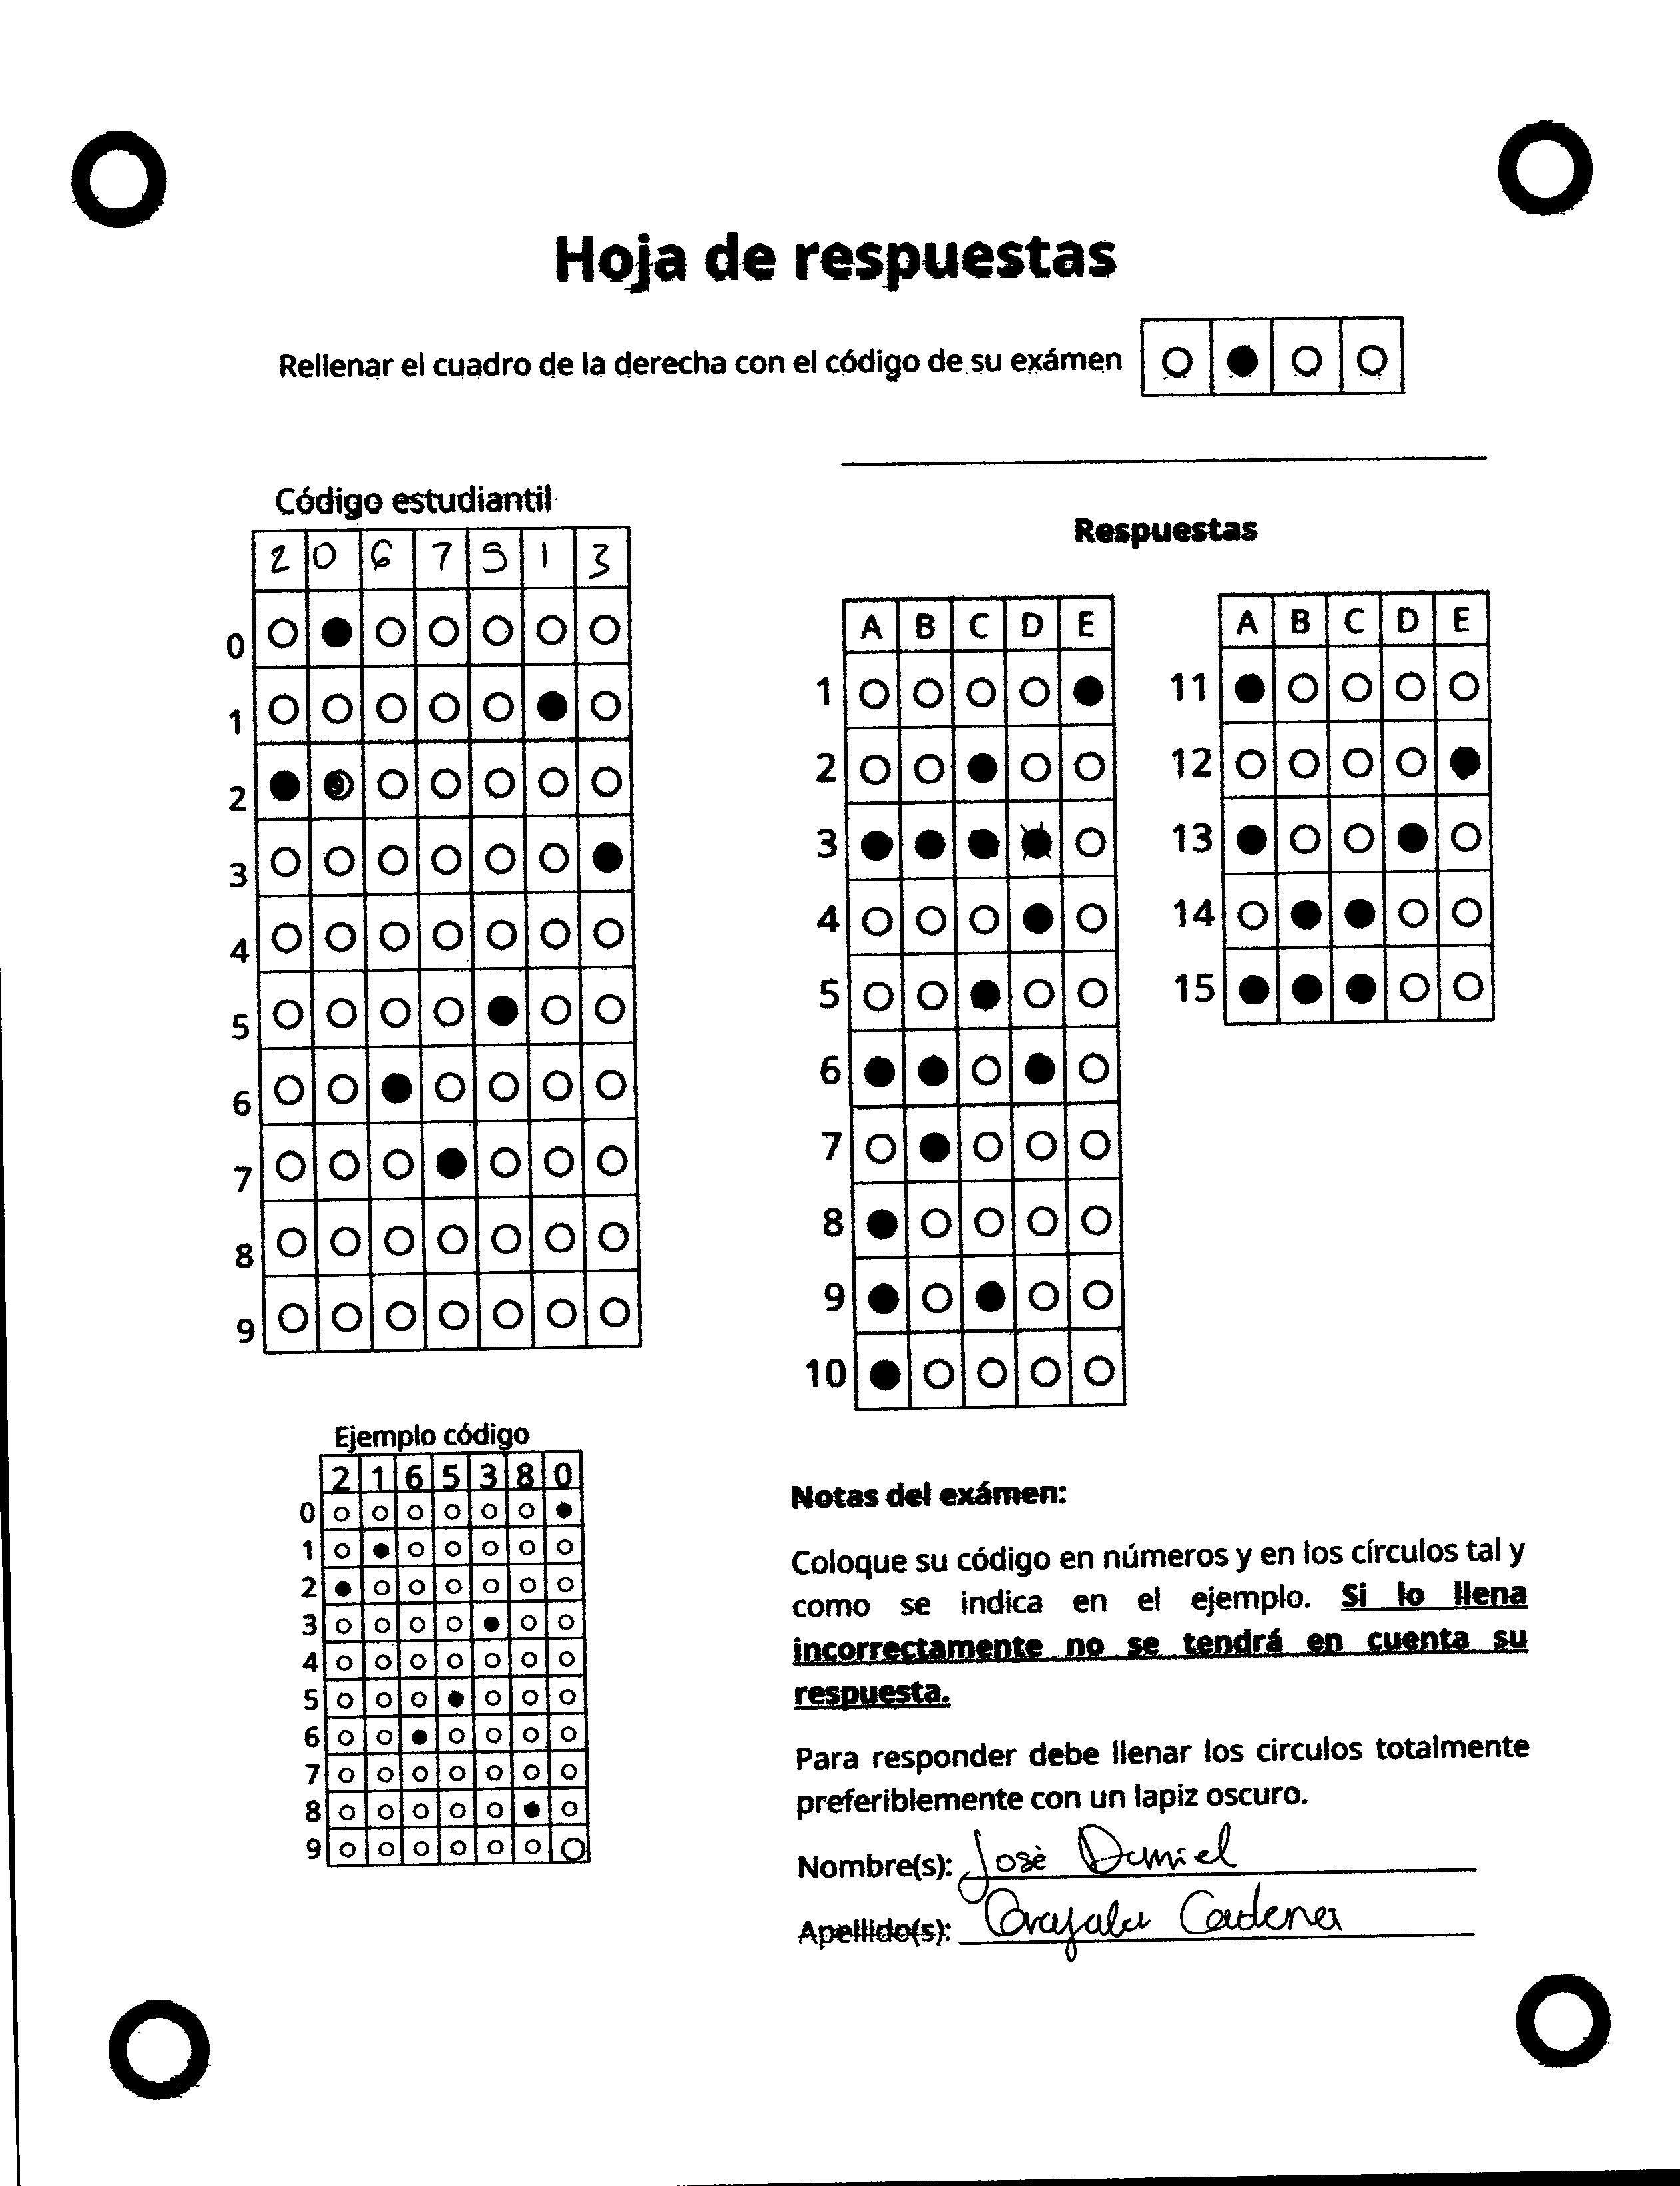 Hoja de respuestas
Rellenar el cuadro de la derecha con el código de su exámen
Código estudiantil
2 0 6 7 5 1 3
0
1
2
3
4
5
6
7
8
9
Respuestas
A B C D E
1
2
3
4
5
6
7
8
9
10
A B C D E
11
12
13
14
15
Ejemplo código
2 1 6 5 3 8 0
0
1
2
3
4
5
6
7
8
9
Notas del exámen:
Coloque su código en números y en los círculos tal y
como se indica en el ejemplo. Si lo llena
incorrectamente no se tendrá en cuenta su
respuesta.
Para responder debe llenar los circulos totalmente
preferiblemente con un lapiz oscuro.
Nombre(s): José Daniel
Apellido(s): Cadena